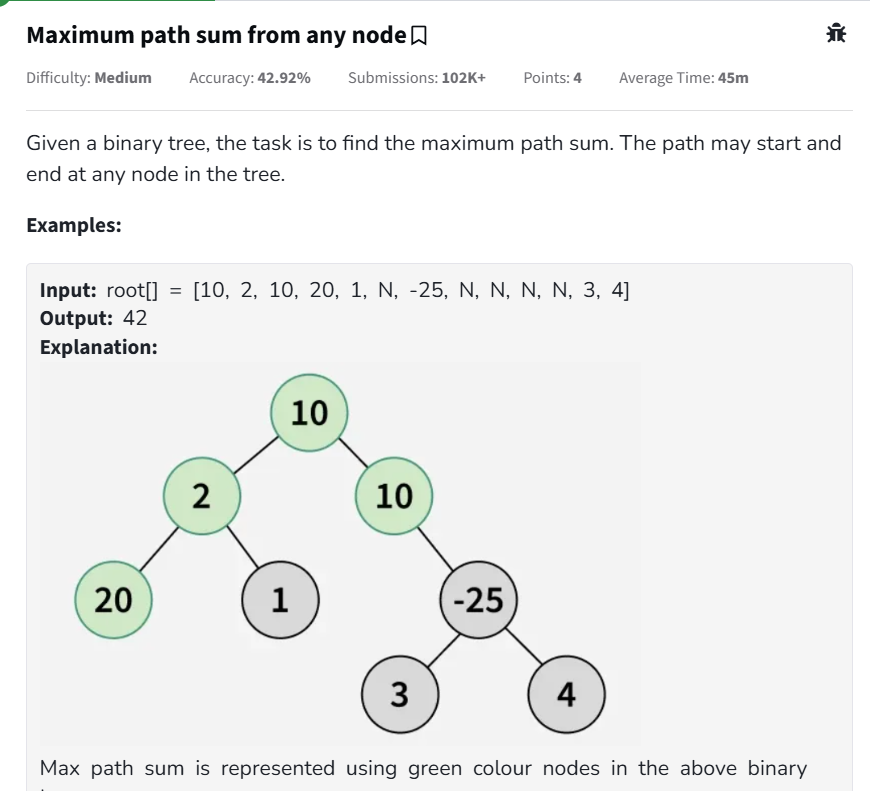 Maximum path sum from any node
Difficulty: Medium Accuracy: 42.92% Submissions: 102K+ Points: 4 Average Time: 45m
Given a binary tree, the task is to find the maximum path sum. The path may start and
end at any node in the tree.
Examples:
Input: root[] = [10, 2, 10, 20, 1, N, -25, N, N, N, N, 3, 4]
Output: 42
Explanation:
10
2 10
20 1 -25
3 4
Max path sum is represented using green colour nodes in the above binary